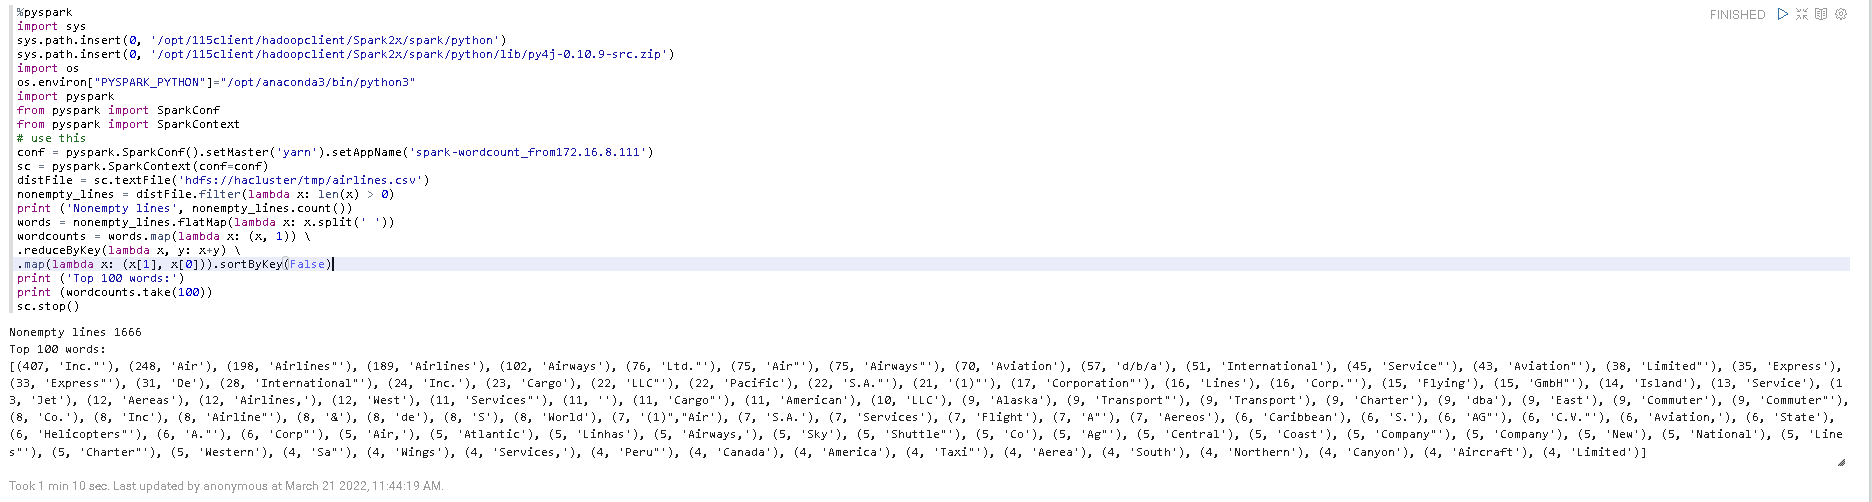 %pyspark
FINISHED
import sys
sys.path.insert(0, '/opt/115client/hadoopclient/Spark2x/spark/python')
sys.path.insert(0, '/opt/115client/hadoopclient/Spark2x/spark/python/lib/py4j-0.10.9-src.zip')
import os
os.environ["PYSPARK_PYTHON"]="/opt/anaconda3/bin/python3"
import pyspark
from pyspark import SparkConf
from pyspark import SparkContext
# use this
conf = pyspark.SparkConf().setMaster('yarn').setAppName('spark-wordcount_from172.16.8.111')
sc = pyspark.SparkContext(conf=conf)
distFile = sc.textFile('hdfs://hacluster/tmp/airlines.csv')
nonempty_lines = distFile.filter(lambda x: len(x) > 0)
print ('Nonempty lines', nonempty_lines.count())
words = nonempty_lines.flatMap(lambda x: x.split(' '))
wordcounts = words.map(lambda x: (x, 1)) \
.reduceByKey(lambda x, y: x+y) \
.map(lambda x: (x[1], x[0])).sortByKey(False)
print ('Top 100 words:')
print (wordcounts.take(100))
sc.stop()
Nonempty lines 1666
Top 100 words:
[(407, 'Inc."'), (248, 'Air'), (198, 'Airlines"'), (189, 'Airlines'), (102, 'Airways'), (76, 'Ltd."'), (75, 'Air"'), (75, 'Airways"'), (70, 'Aviation'), (57, 'd/b/a'), (51, 'International'), (45, 'Service"'), (43, 'Aviation"'), (38, 'Limited"'), (35, 'Express'),
(33, 'Express"'), (31, 'De'), (28, 'International"'), (24, 'Inc.'), (23, 'Cargo'), (22, 'LLC"'), (22, 'Pacific'), (22, 'S.A."'), (21, '(1)"'), (17, 'Corporation"'), (16, 'Lines'), (16, 'Corp."'), (15, 'Flying'), (15, 'GmbH"'), (14, 'Island'), (13, 'Service'), (1
3, 'Jet'), (12, 'Aereas'), (12, 'Airlines,'), (12, 'West'), (11, 'Services"'), (11, ''), (11, 'Cargo"'), (11, 'American'), (10, 'LLC'), (9, 'Alaska'), (9, 'Transport"'), (9, 'Transport'), (9, 'Charter'), (9, 'dba'), (9, 'East'), (9, 'Commuter'), (9, 'Commuter"'),
(8, 'Co.'), (8, 'Inc'), (8, 'Airline"'), (8, '&'), (8, 'de'), (8, 'S'), (8, 'World'), (7, '(1)","Air'), (7, 'S.A.'), (7, 'Services'), (7, 'Flight'), (7, 'A"'), (7, 'Aereos'), (6, 'Caribbean'), (6, 'S.'), (6, 'AG"'), (6, 'C.V."'), (6, 'Aviation,'), (6, 'State'),
(6, 'Helicopters"'), (6, 'A."'), (6, 'Corp"'), (5, 'Air,'), (5, 'Atlantic'), (5, 'Linhas'), (5, 'Airways,'), (5, 'Sky'), (5, 'Shuttle"'), (5, 'Co'), (5, 'Ag"'), (5, 'Central'), (5, 'Coast'), (5, 'Company"'), (5, 'Company'), (5, 'New'), (5, 'National'), (5, 'Line
s"'), (5, 'Charter"'), (5, 'Western'), (4, 'Sa"'), (4, 'Wings'), (4, 'Services,'), (4, 'Peru"'), (4, 'Canada'), (4, 'America'), (4, 'Taxi"'), (4, 'Aerea'), (4, 'South'), (4, 'Northern'), (4, 'Canyon'), (4, 'Aircraft'), (4, 'Limited')]
Took 1 min 10 sec. Last updated by anonymous at March 21 2022, 11:44:19 AM.